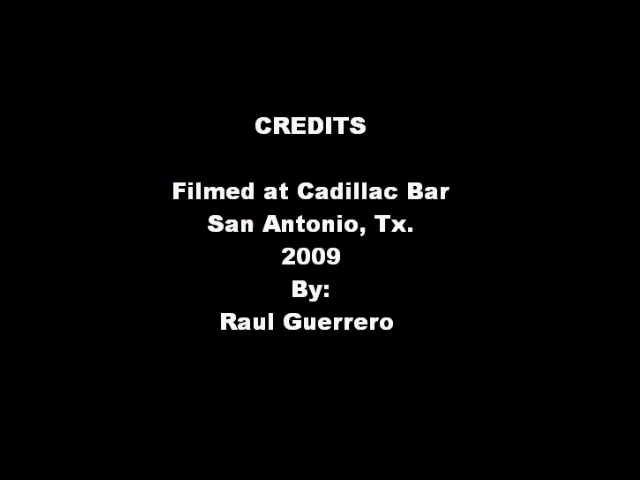 CREDITS
Filmed at Cadillac Bar
San Antonio, Tx.
2009
By:
Raul Guerrero